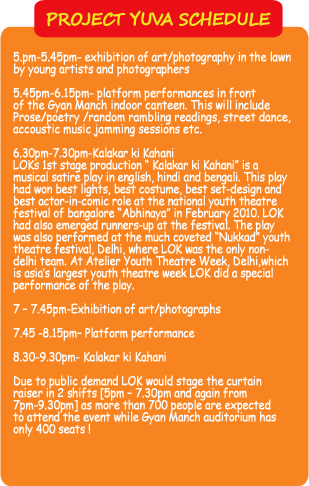 PROJECT YUVA SCHEDULE
5.pm-5.45pm- exhibition of art/photography in the lawn
by young artists and photographers
5.45pm-6.15pm- platform performances in front
of the Gyan Manch indoor canteen. This will include
Prose/poetry /random rambling readings, street dance,
accoustic music jamming sessions etc.
6.30pm-7.30pm-Kalakar ki Kahani
LOKs 1st stage production “ Kalakar ki Kahani” is a
musical satire play in english, hindi and bengali. This play
had won best lights, best costume, best set-design and
best actor-in-comic role at the national youth theatre
festival of bangalore “Abhinaya” in February 2010. LOK
had also emerged runners-up at the festival. The play
was also performed at the much coveted “Nukkad” youth
theatre festival, Delhi, where LOK was the only non-
delhi team. At Atelier Youth Theatre Week, Delhi,which
is asia’s largest youth theatre week LOK did a special
performance of the play.
7 – 7.45pm-Exhibition of art/photographs
7.45 -8.15pm– Platform performance
8.30-9.30pm- Kalakar ki Kahani
Due to public demand LOK would stage the curtain
raiser in 2 shifts [5pm – 7.30pm and again from
7pm-9.30pm] as more than 700 people are expected
to attend the event while Gyan Manch auditorium has
only 400 seats !